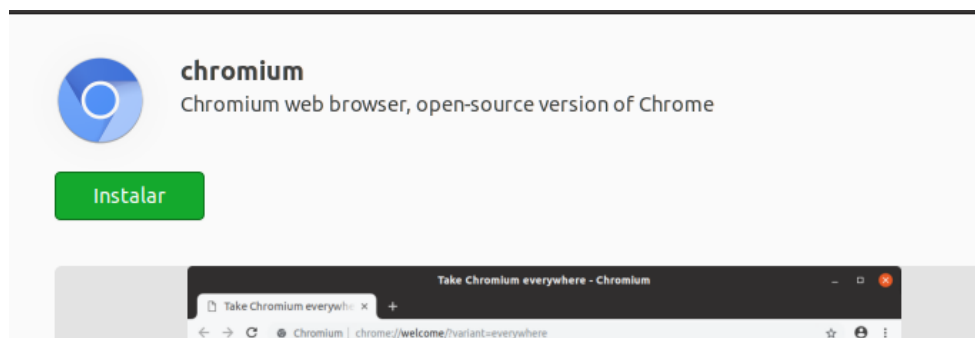 chromium
Chromium web browser, open-source version of Chrome
Instalar
Take Chromium everywhere - Chromium
Take Chromium everywhe
Chromium | chrome://welcome/?variant=everywhere